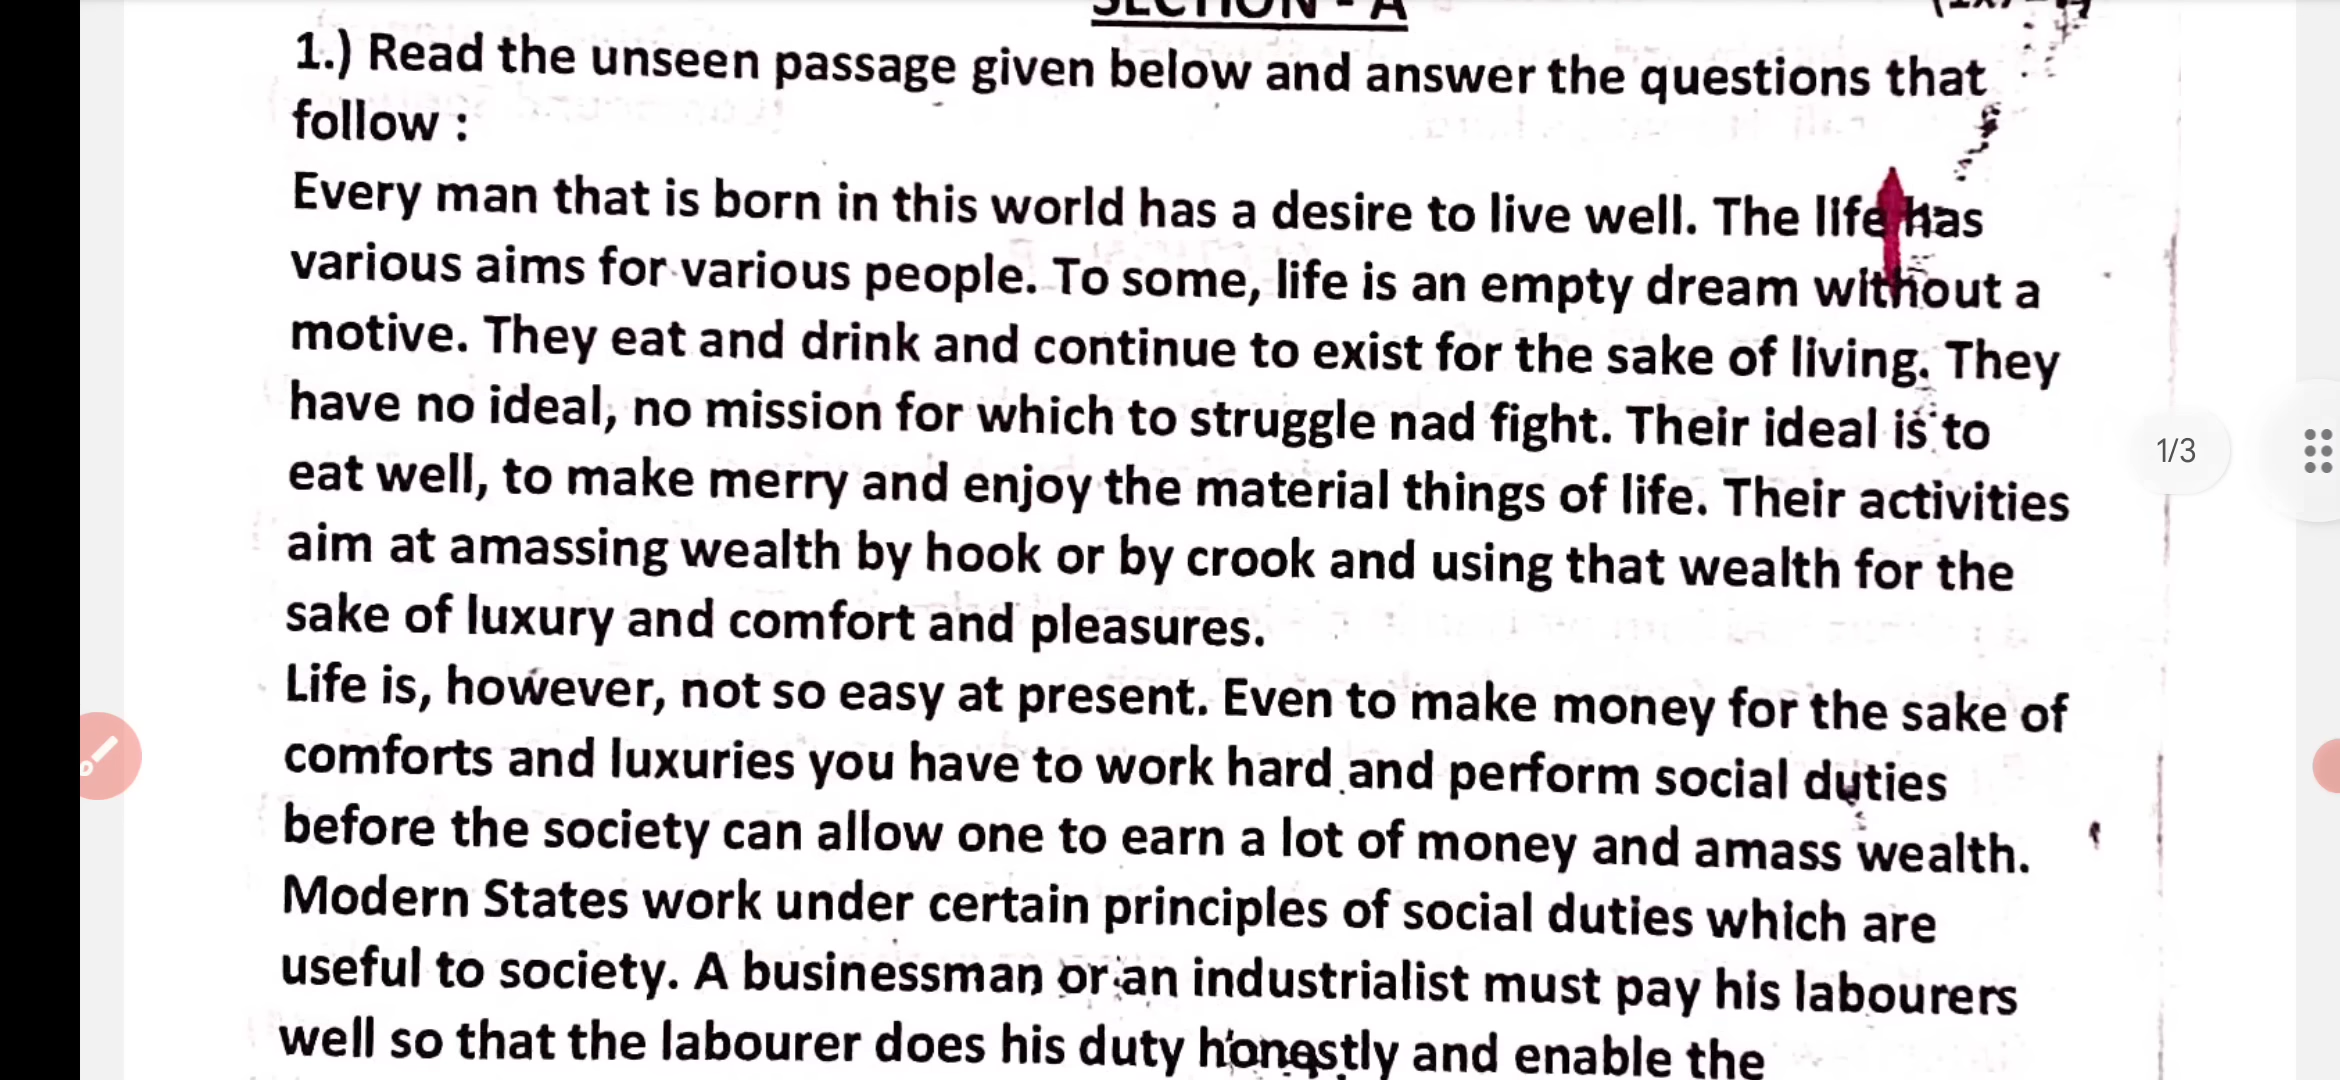 SECTION - A
1.) Read the unseen passage given below and answer the questions that
follow :
Every man that is born in this world has a desire to live well. The life has
various aims for various people. To some, life is an empty dream without a
motive. They eat and drink and continue to exist for the sake of living. They
have no ideal, no mission for which to struggle nad fight. Their ideal is to
eat well, to make merry and enjoy the material things of life. Their activities
aim at amassing wealth by hook or by crook and using that wealth for the
sake of luxury and comfort and pleasures.
Life is, however, not so easy at present. Even to make money for the sake of
comforts and luxuries you have to work hard and perform social duties
before the society can allow one to earn a lot of money and amass wealth.
Modern States work under certain principles of social duties which are
useful to society. A businessman or an industrialist must pay his labourers
well so that the labourer does his duty honestly and enable the
1/3